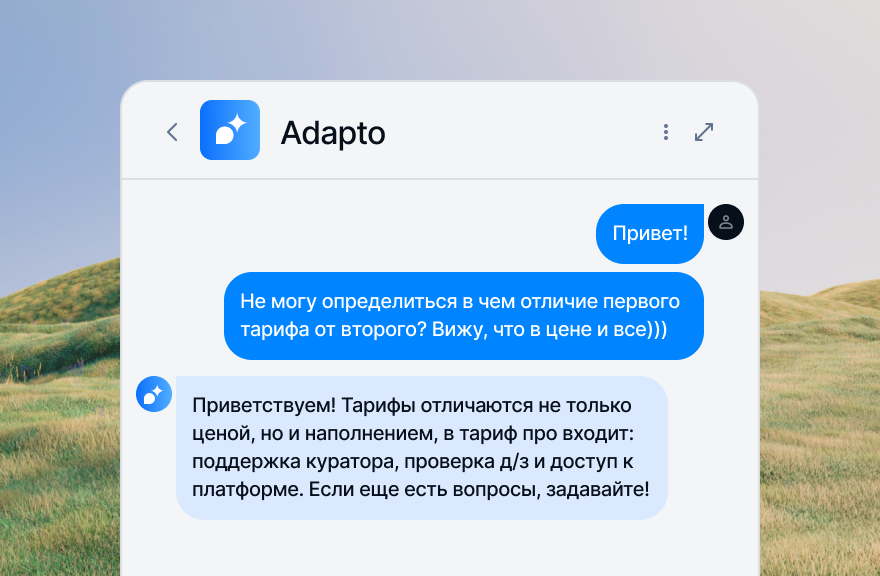 Adapto
Привет!
Не могу определиться в чем отличие первого
тарифа от второго? Вижу, что в цене и все)))
Приветствуем! Тарифы отличаются не только
ценой, но и наполнением, в тариф про входит:
поддержка куратора, проверка д/з и доступ к
платформе. Если еще есть вопросы, задавайте!